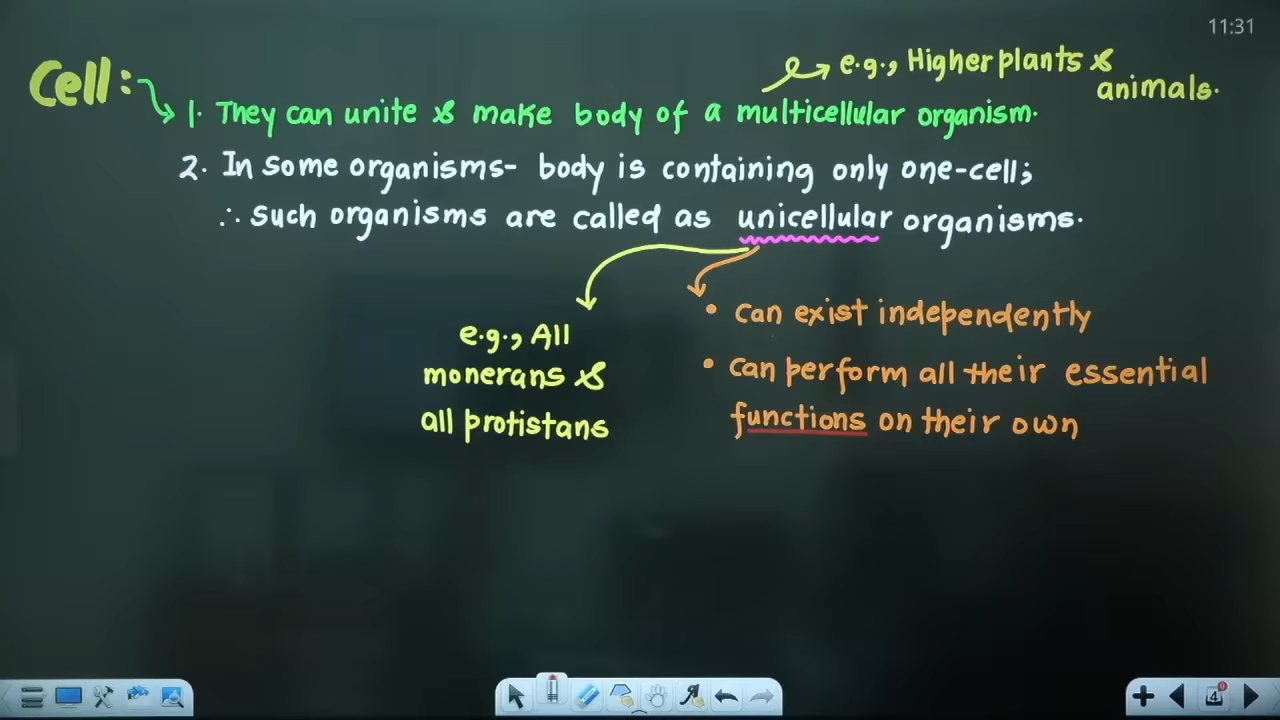 11:31
Cell:
e.g., Higher plants &
animals.
1. They can unite & make body of a multicellular organism.
2. In some organisms- body is containing only one-cell;
∴ such organisms are called as unicellular organisms.
e.g., All
monerans &
all protistans
• can exist independently
• can perform all their essential
functions on their own
4
0